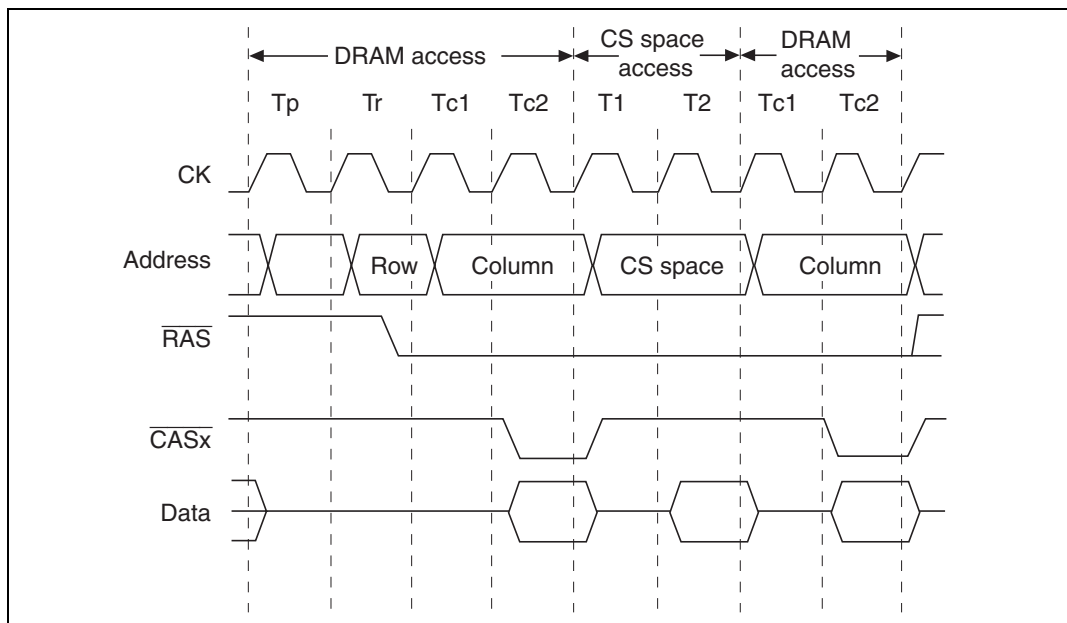 DRAM access
CS space access
DRAM access
Tp Tr Tc1 Tc2 T1 T2 Tc1 Tc2
CK
Address
Row Column CS space Column
RAS
CASx
Data